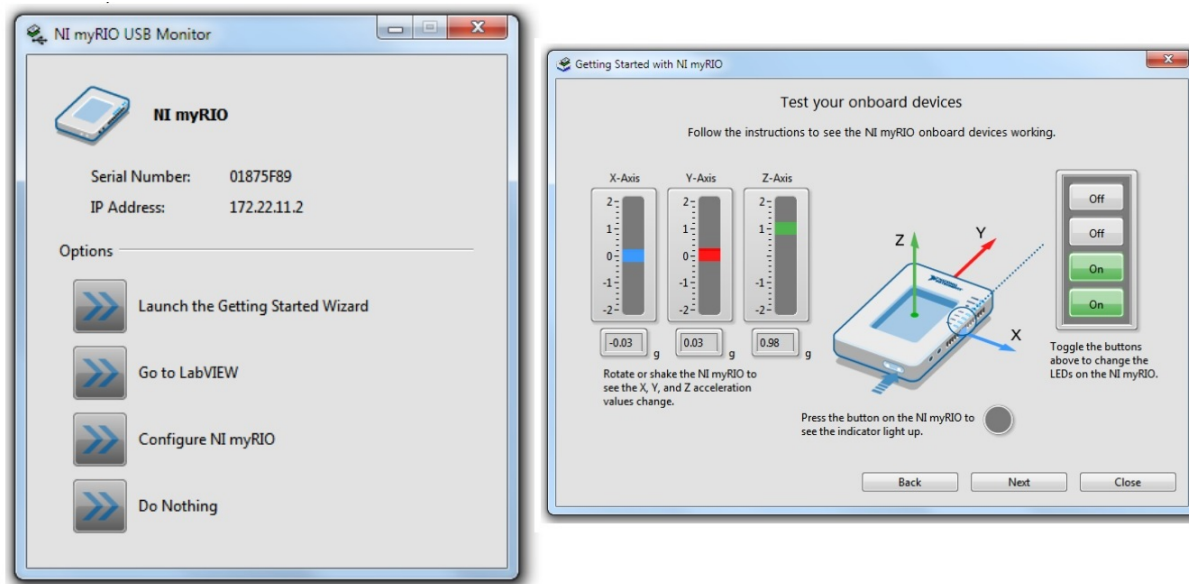 NI myRIO USB Monitor
NI myRIO
Serial Number: 01875F89
IP Address: 172.22.11.2
Options
Launch the Getting Started Wizard
Go to LabVIEW
Configure NI myRIO
Do Nothing
Getting Started with NI myRIO
Test your onboard devices
Follow the instructions to see the NI myRIO onboard devices working.
X-Axis Y-Axis Z-Axis
2 2 2
1 1 1
0 0 0
-1 -1 -1
-2 -2 -2
-0.03 g 0.03 g 0.98 g
Rotate or shake the NI myRIO to
see the X, Y, and Z acceleration
values change.
Z
Y
X
Press the button on the NI myRIO to
see the indicator light up.
Off
Off
On
On
Toggle the buttons
above to change the
LEDs on the NI myRIO.
Back Next Close